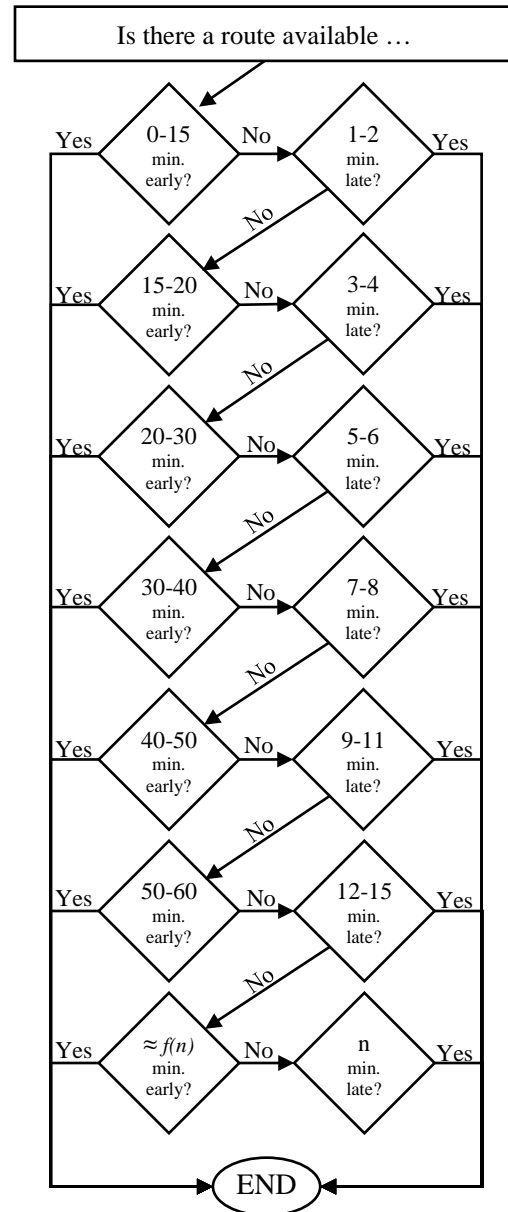 Is there a route available …
Yes
0-15
min.
early?
No
1-2
min.
late?
Yes
No
Yes
15-20
min.
early?
No
3-4
min.
late?
Yes
No
Yes
20-30
min.
early?
No
5-6
min.
late?
Yes
No
Yes
30-40
min.
early?
No
7-8
min.
late?
Yes
No
Yes
40-50
min.
early?
No
9-11
min.
late?
Yes
No
Yes
50-60
min.
early?
No
12-15
min.
late?
Yes
No
Yes
≈ f(n)
min.
early?
No
n
min.
late?
Yes
END